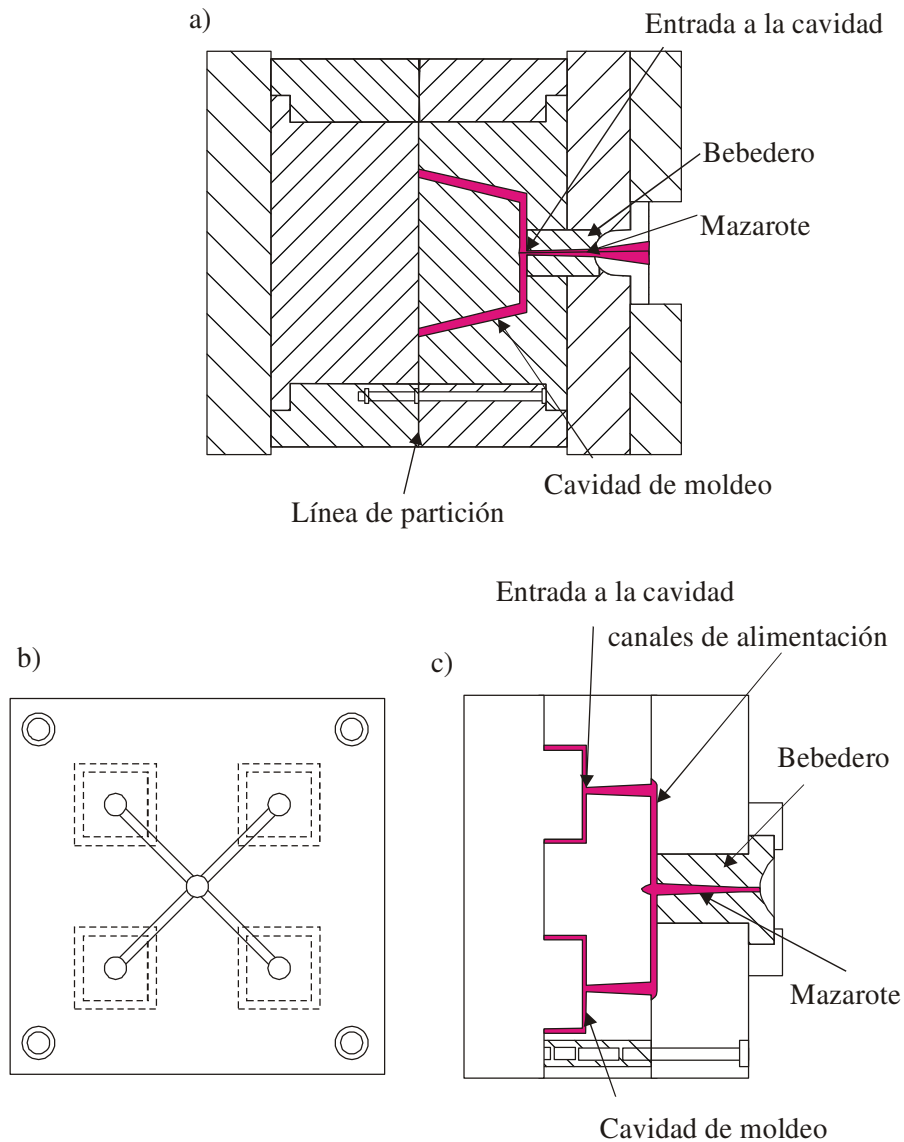 a)
Entrada a la cavidad
Bebedero
Mazarote
Cavidad de moldeo
Línea de partición
Entrada a la cavidad
canales de alimentación
b)
c)
Bebedero
Mazarote
Cavidad de moldeo